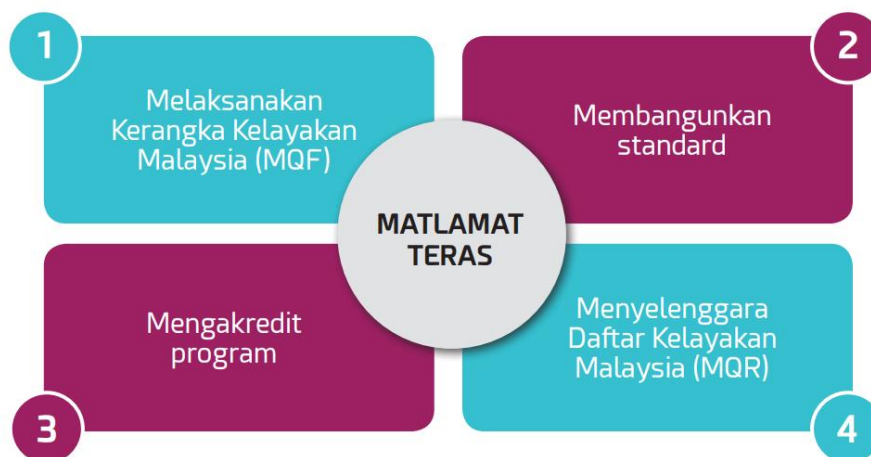 1
Melaksanakan
Kerangka Kelayakan
Malaysia (MQF)
2
Membangunkan
standard
MATLAMAT
TERAS
3
Mengakredit
program
4
Menyelenggara
Daftar Kelayakan
Malaysia (MQR)